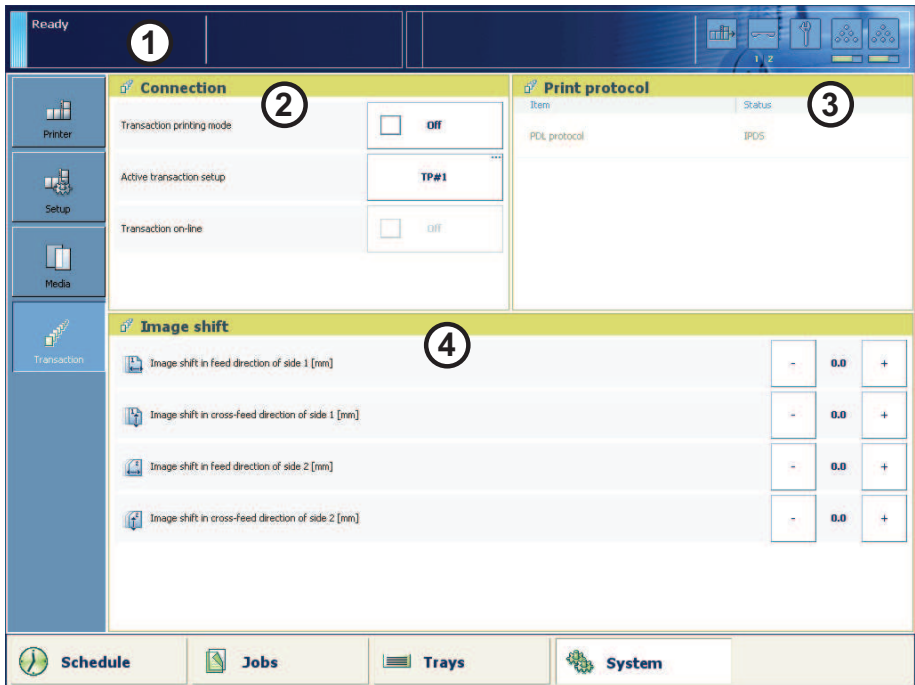 Ready
1
1 2
Printer
Setup
Media
Transaction
Connection
2
Transaction printing mode
Off
Active transaction setup
TP#1
...
Transaction on-line
Off
Print protocol
3
Item Status
PDL protocol IPDS
Image shift
4
Image shift in feed direction of side 1 [mm] - 0.0 +
Image shift in cross-feed direction of side 1 [mm] - 0.0 +
Image shift in feed direction of side 2 [mm] - 0.0 +
Image shift in cross-feed direction of side 2 [mm] - 0.0 +
Schedule Jobs Trays System